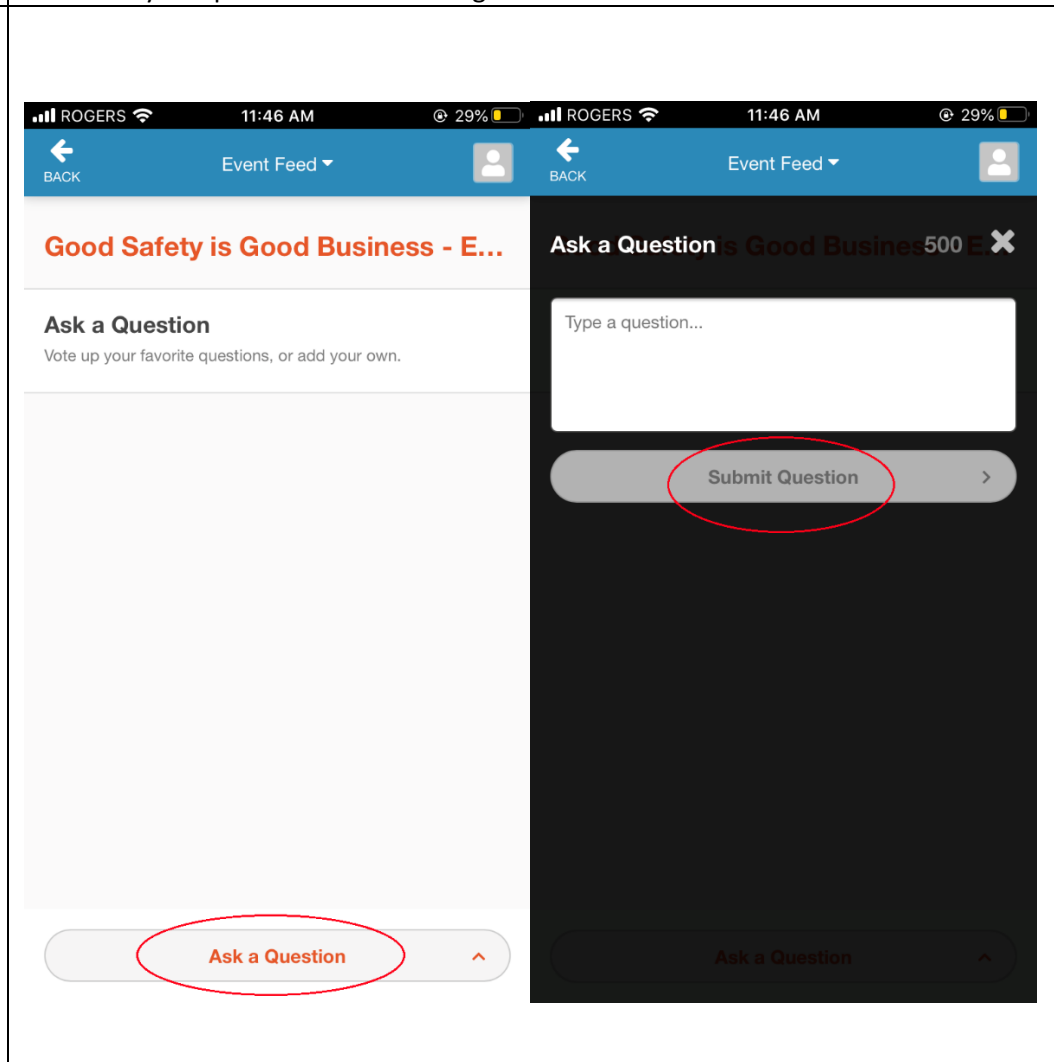 ROGERS 11:46 AM 29%
BACK
Event Feed
Good Safety is Good Business - E...
Ask a Question
Vote up your favorite questions, or add your own.
Ask a Question
ROGERS 11:46 AM 29%
BACK
Event Feed
Ask a Question 500
Type a question...
Submit Question
Ask a Question